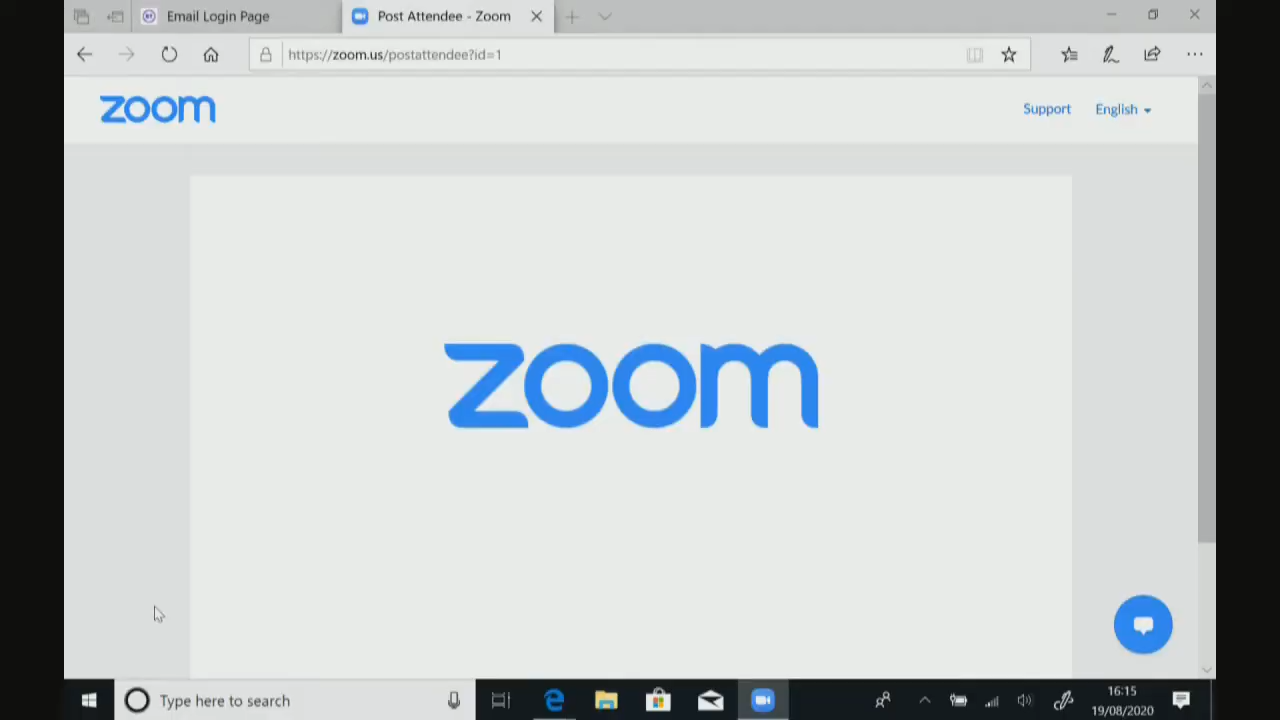 Email Login Page
Post Attendee - Zoom
https://zoom.us/postattendee?id=1
zoom
Support
English
zoom
Type here to search
16:15
19/08/2020